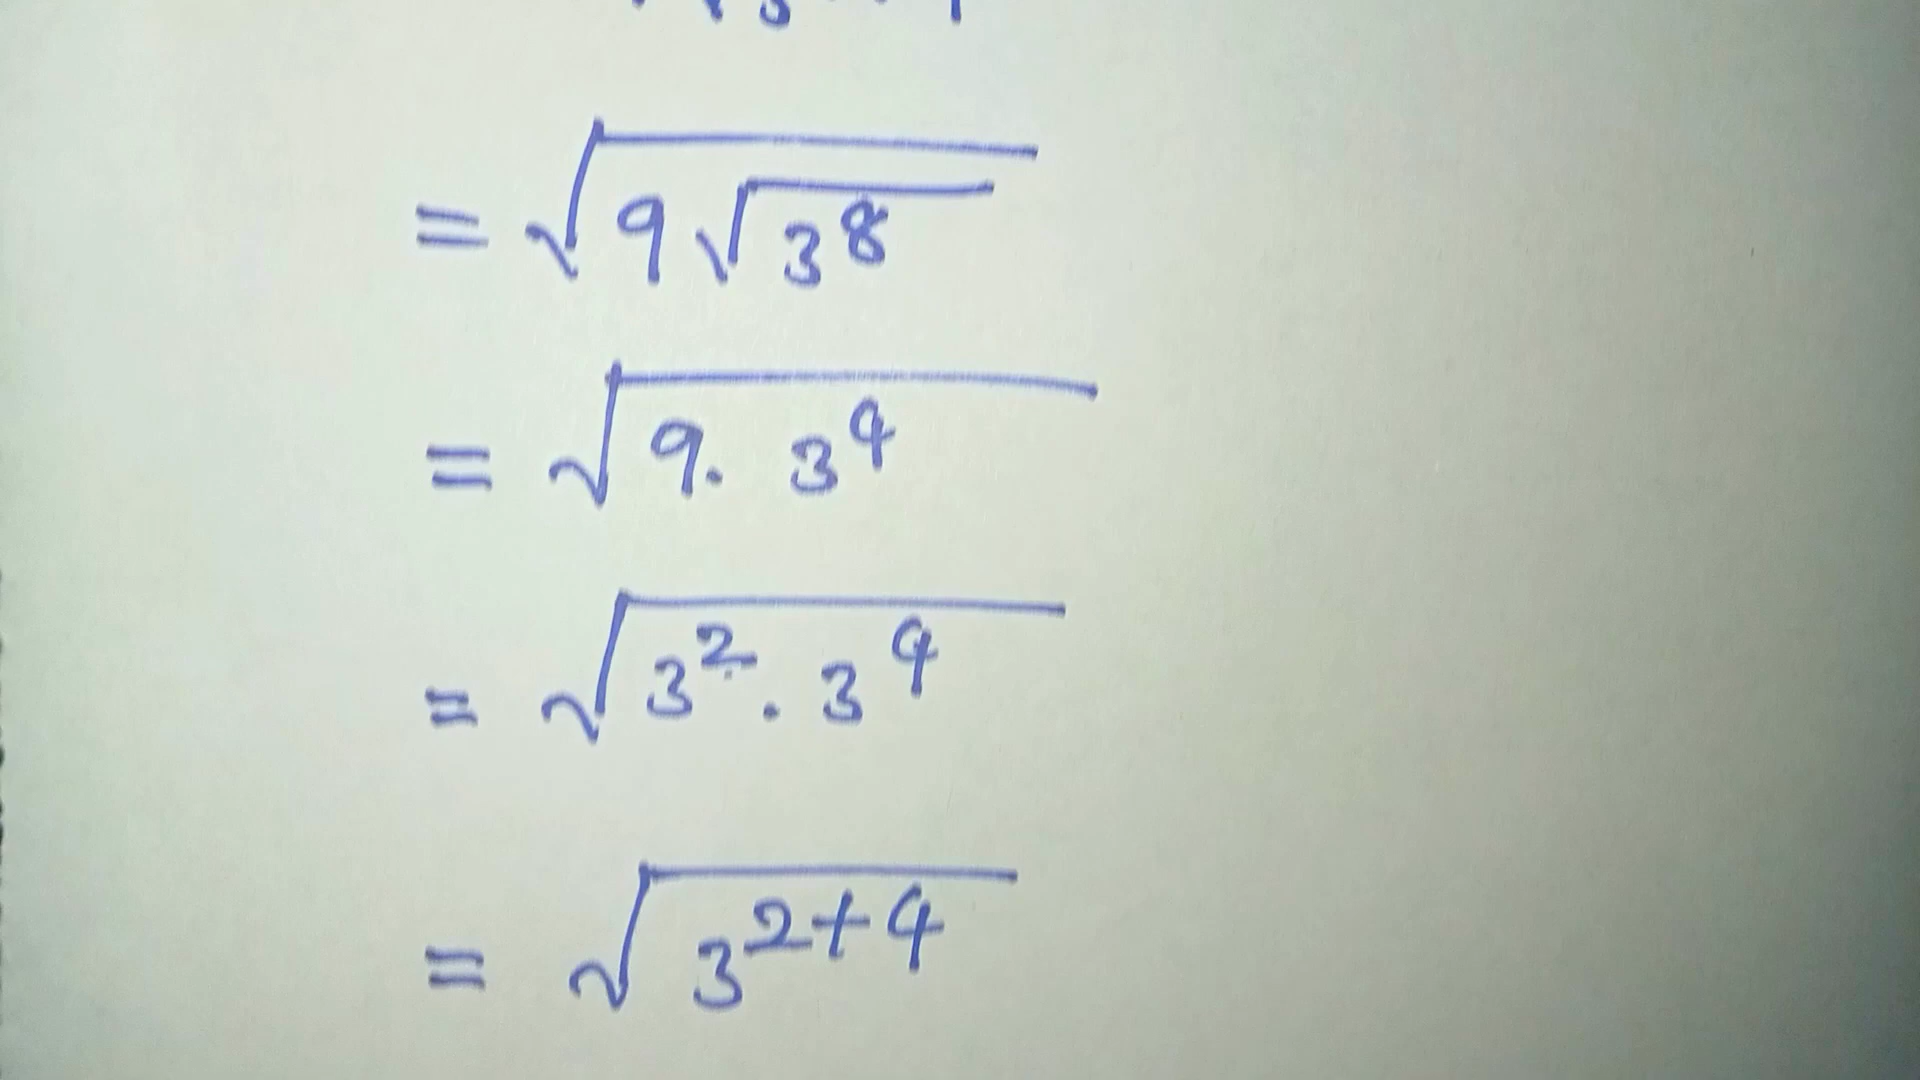 = √(9√(3⁸))
= √(9. 3⁴)
= √(3² . 3⁴)
= √(3²⁺⁴)